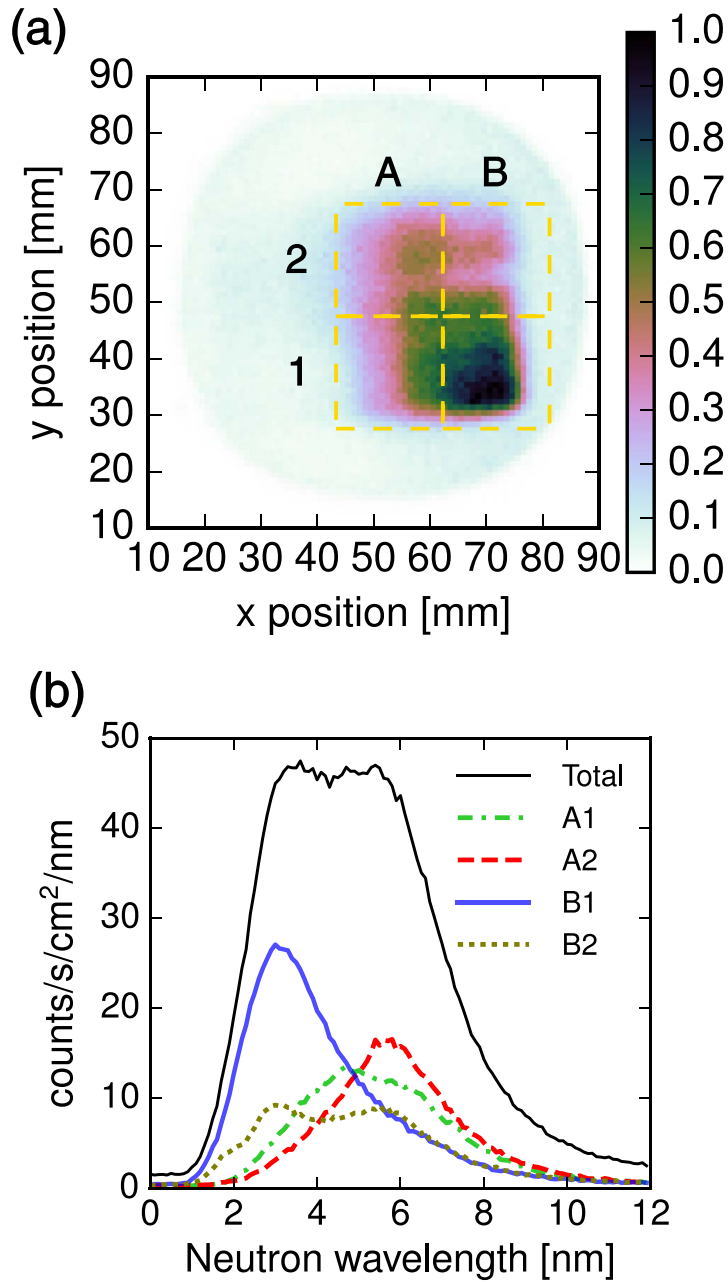 (a)
90
80
70
60
50
40
30
20
10
y position [mm]
10 20 30 40 50 60 70 80 90
x position [mm]
A B
2
1
1.0
0.9
0.8
0.7
0.6
0.5
0.4
0.3
0.2
0.1
0.0
(b)
50
40
30
20
10
0
counts/s/cm²/nm
0 2 4 6 8 10 12
Neutron wavelength [nm]
Total
A1
A2
B1
B2